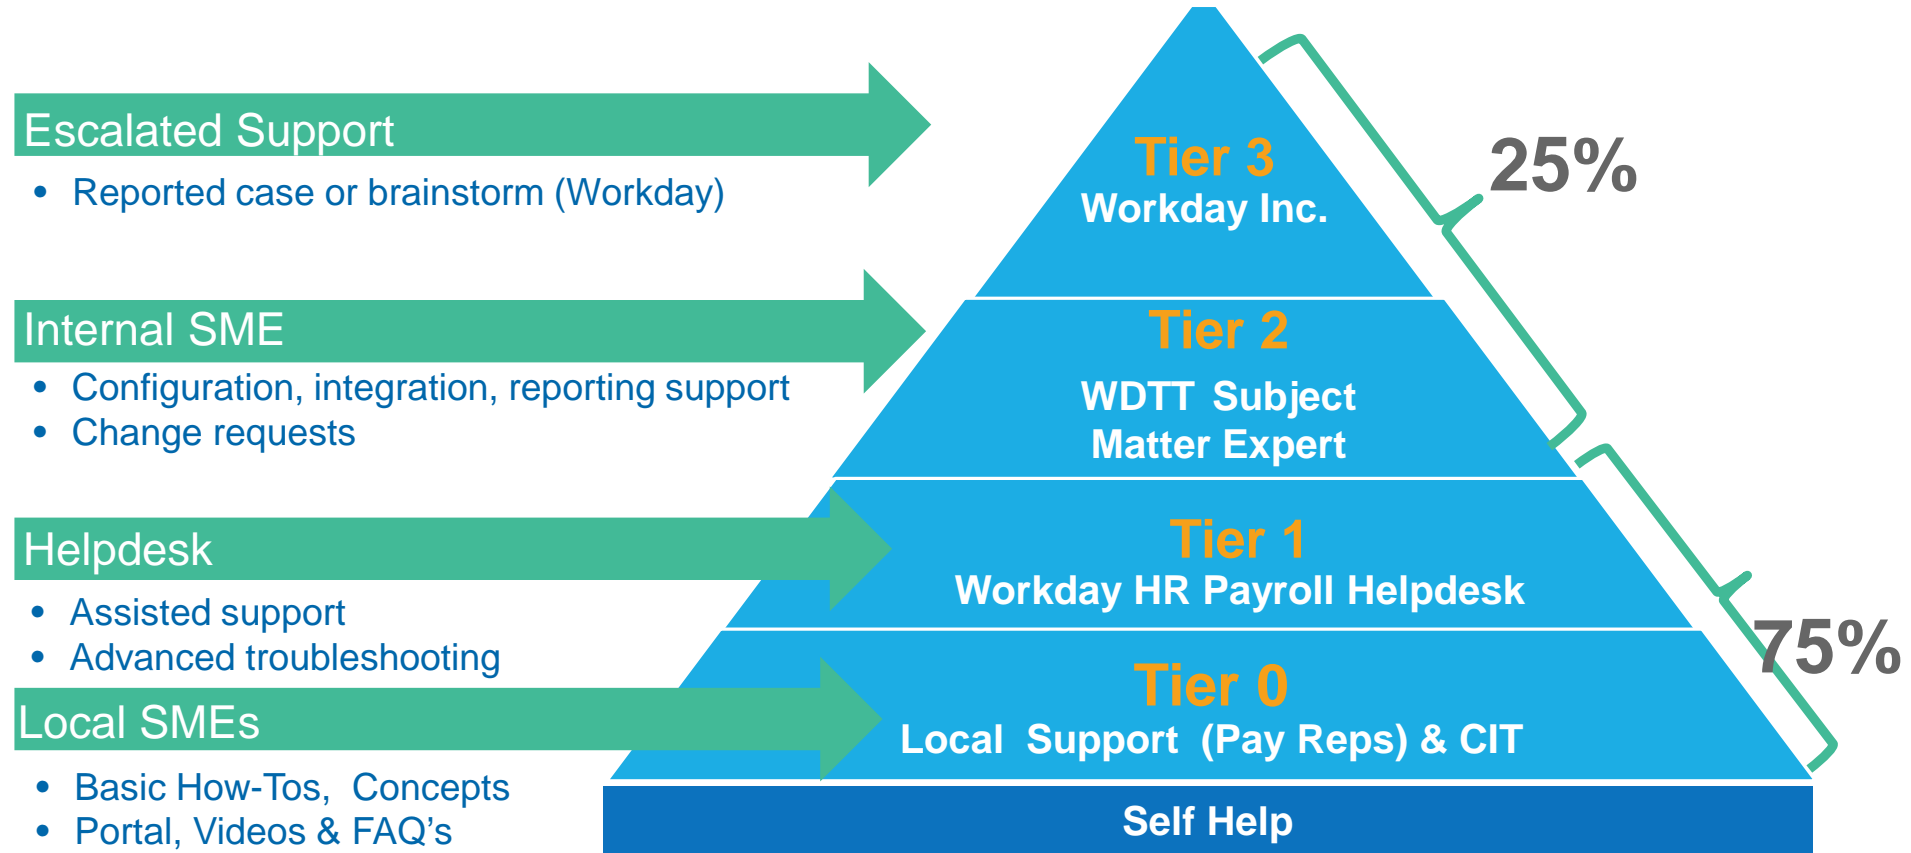 Escalated Support
• Reported case or brainstorm (Workday)
Internal SME
• Configuration, integration, reporting support
• Change requests
Helpdesk
• Assisted support
• Advanced troubleshooting
Local SMEs
• Basic How-Tos, Concepts
• Portal, Videos & FAQ's
Tier 3
Workday Inc.
Tier 2
WDTT Subject
Matter Expert
Tier 1
Workday HR Payroll Helpdesk
Tier 0
Local Support (Pay Reps) & CIT
Self Help
25%
75%